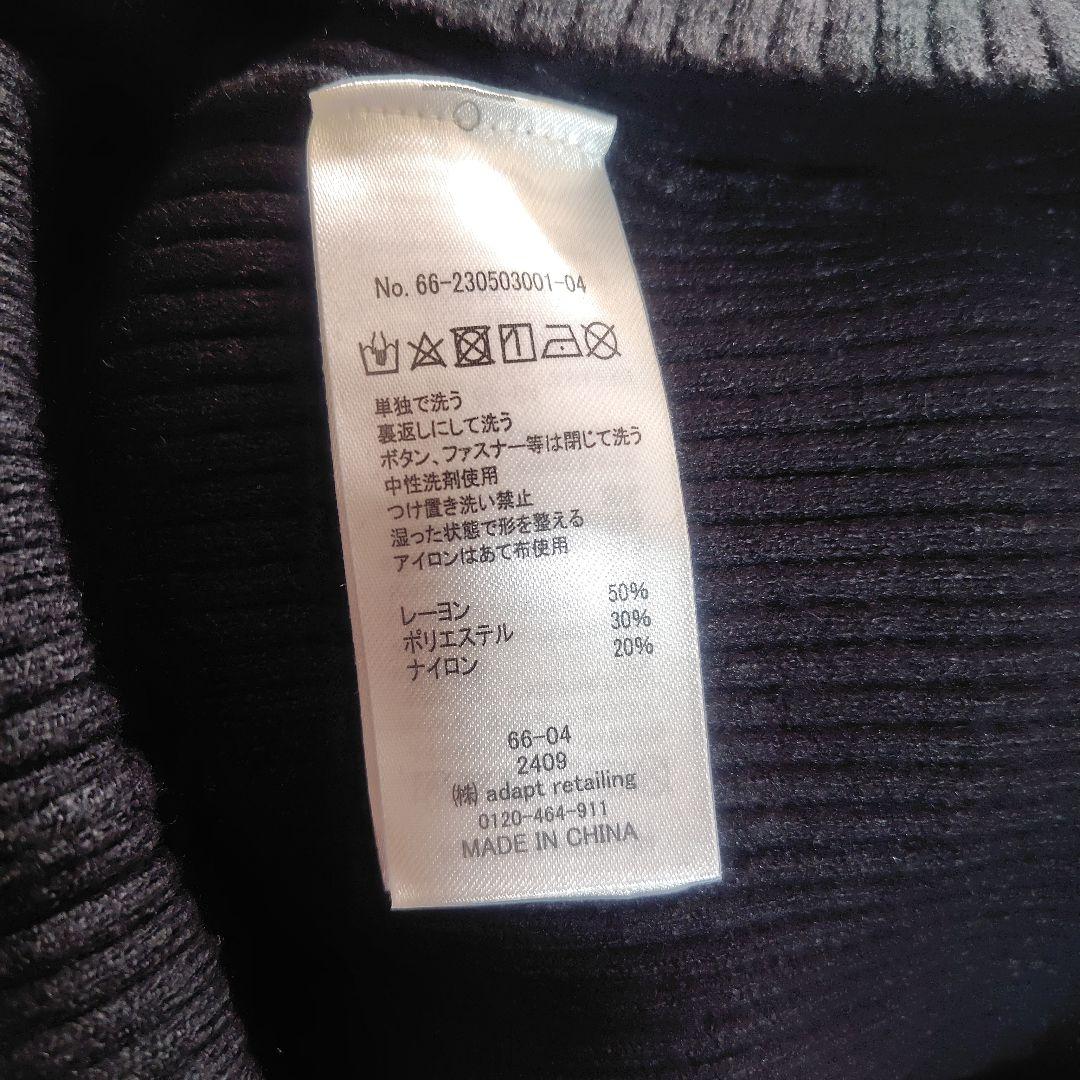 No. 66-230503001-04
単独で洗う
裏返しにして洗う
ボタン、ファスナー等は閉じて洗う
中性洗剤使用
つけ置き洗い禁止
湿った状態で形を整える
アイロンはあて布使用
レーヨン 50%
ポリエステル 30%
ナイロン 20%
66-04
2409
㈱ adapt retailing
0120-464-911
MADE IN CHINA